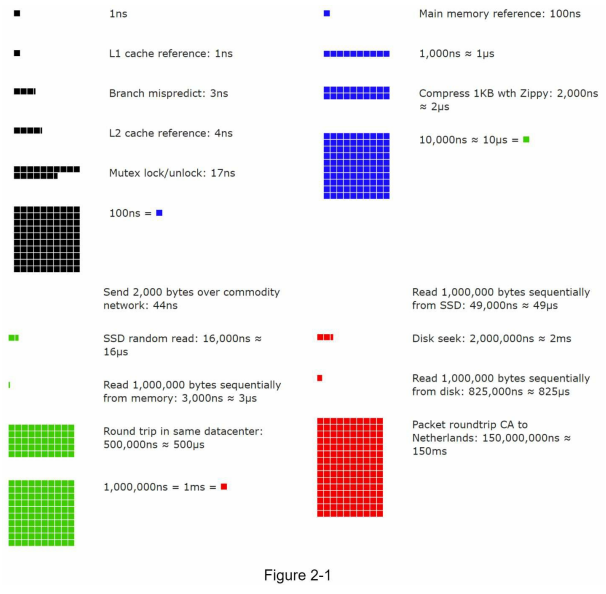 1ns
L1 cache reference: 1ns
Branch mispredict: 3ns
L2 cache reference: 4ns
Mutex lock/unlock: 17ns
100ns =
Main memory reference: 100ns
1,000ns ≈ 1µs
Compress 1KB wth Zippy: 2,000ns
≈ 2µs
10,000ns ≈ 10µs =
Send 2,000 bytes over commodity
network: 44ns
SSD random read: 16,000ns ≈
16µs
Read 1,000,000 bytes sequentially
from memory: 3,000ns ≈ 3µs
Round trip in same datacenter:
500,000ns ≈ 500µs
1,000,000ns = 1ms =
Read 1,000,000 bytes sequentially
from SSD: 49,000ns ≈ 49µs
Disk seek: 2,000,000ns ≈ 2ms
Read 1,000,000 bytes sequentially
from disk: 825,000ns ≈ 825µs
Packet roundtrip CA to
Netherlands: 150,000,000ns ≈
150ms
Figure 2-1